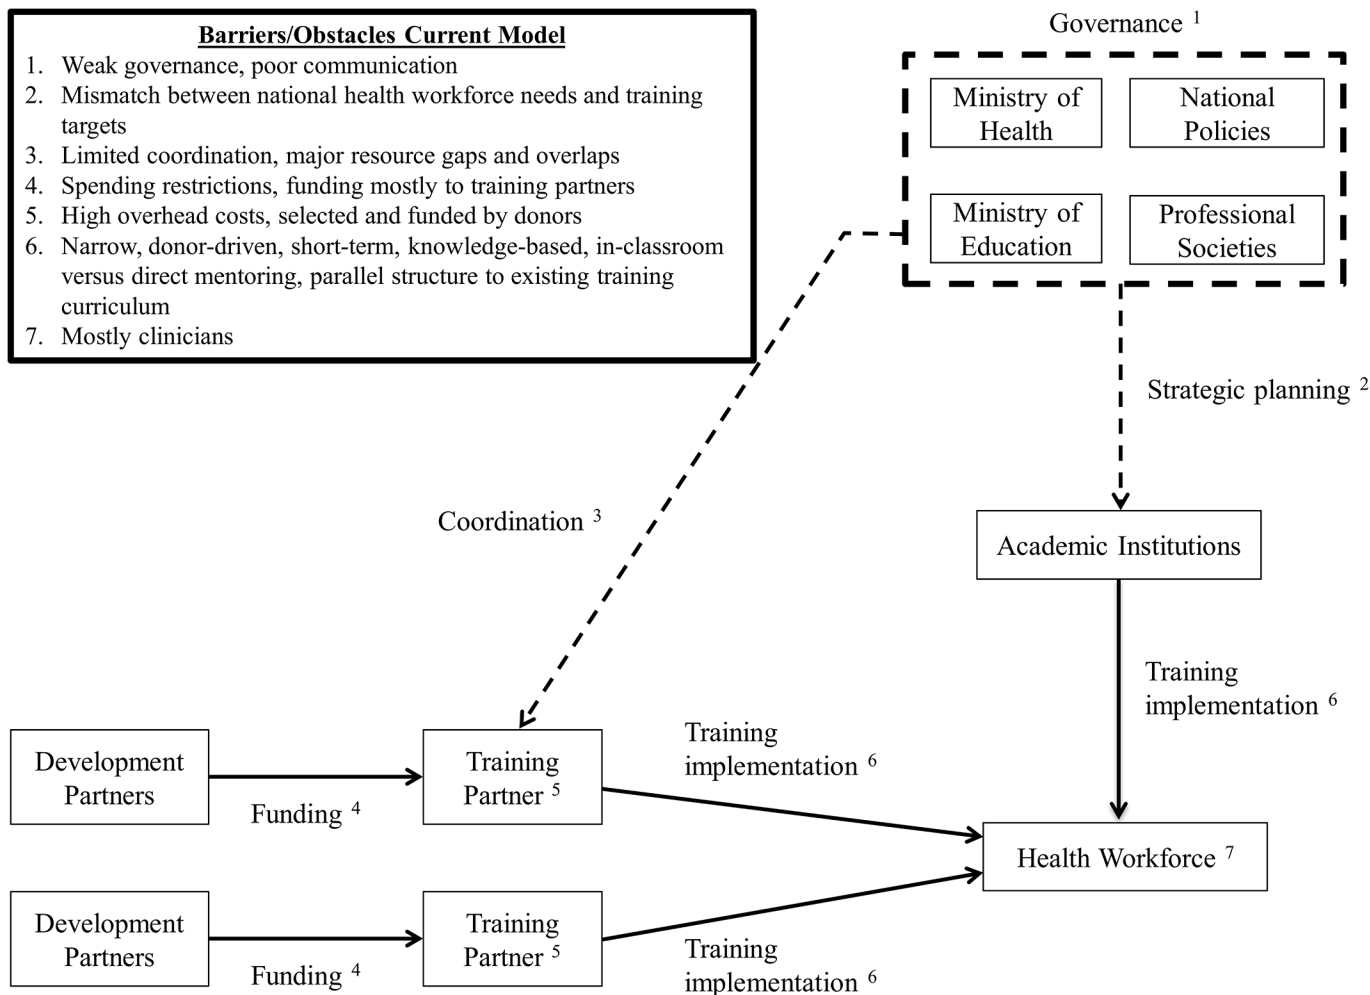 Barriers/Obstacles Current Model
1. Weak governance, poor communication
2. Mismatch between national health workforce needs and training
targets
3. Limited coordination, major resource gaps and overlaps
4. Spending restrictions, funding mostly to training partners
5. High overhead costs, selected and funded by donors
6. Narrow, donor-driven, short-term, knowledge-based, in-classroom
versus direct mentoring, parallel structure to existing training
curriculum
7. Mostly clinicians
Governance 1
Ministry of
Health
National
Policies
Ministry of
Education
Professional
Societies
Strategic planning 2
Coordination 3
Academic Institutions
Training
implementation 6
Development
Partners
Funding 4
Training
Partner 5
Training
implementation 6
Health Workforce 7
Development
Partners
Funding 4
Training
Partner 5
Training
implementation 6